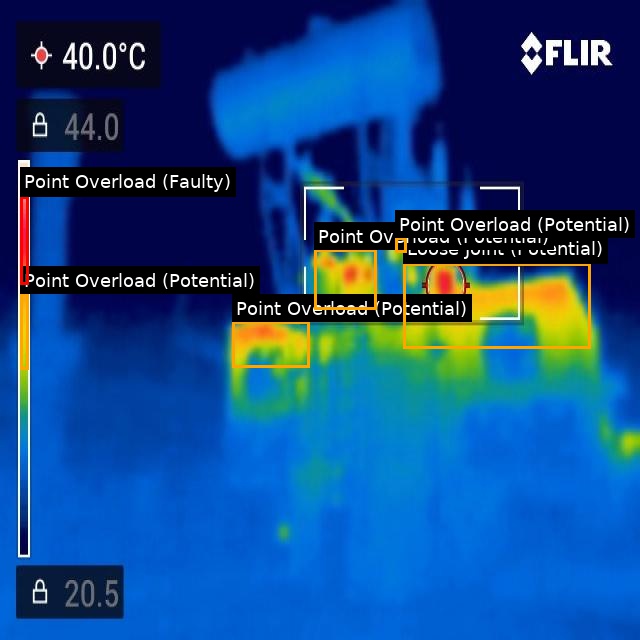 40.0°C
FLIR
44.0
Point Overload (Faulty)
Point Overload (Potential)
Point Overload (Potential)
Loose Joint (Potential)
Point Overload (Potential)
Point Overload (Potential)
20.5